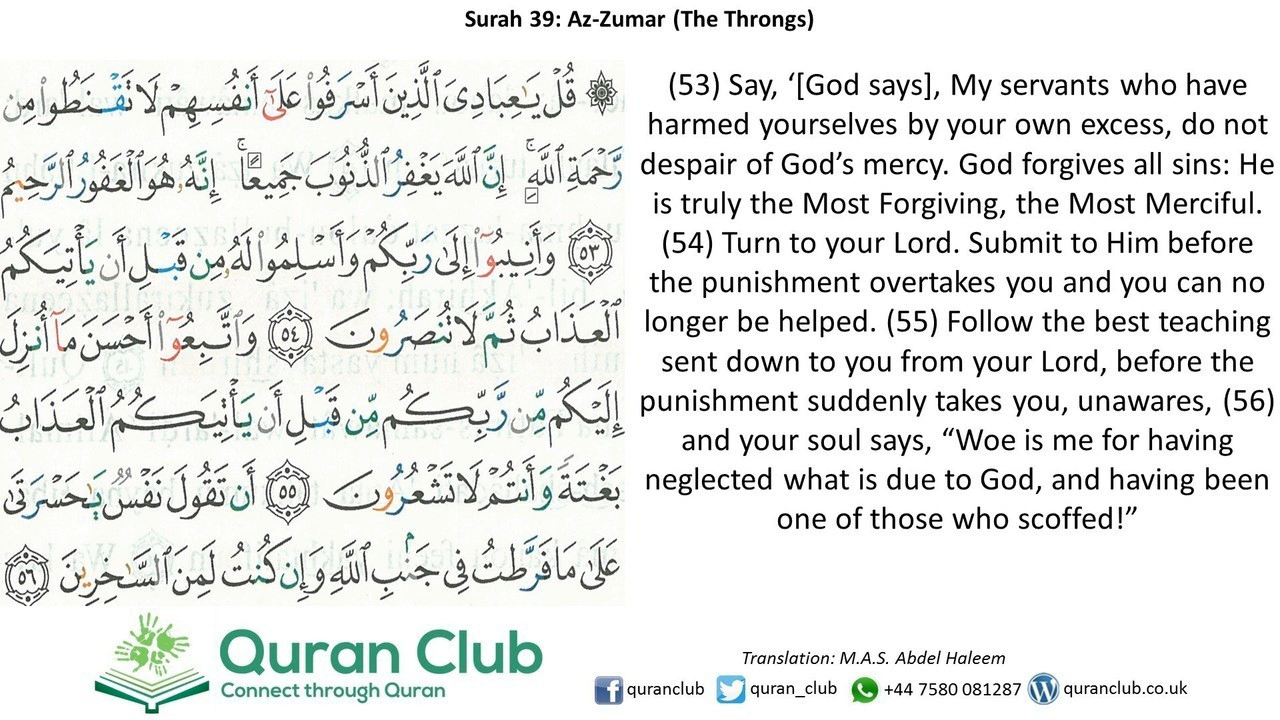 Surah 39: Az-Zumar (The Throngs)
۞ قُلْ يَـٰعِبَادِىَ ٱلَّذِينَ أَسْرَفُوا۟ عَلَىٰٓ أَنفُسِهِمْ لَا تَقْنَطُوا۟ مِن
رَّحْمَةِ ٱللَّهِ ۚ إِنَّ ٱللَّهَ يَغْفِرُ ٱلذُّنُوبَ جَمِيعًا ۚ إِنَّهُۥ هُوَ ٱلْغَفُورُ ٱلرَّحِيمُ
٥٣ وَأَنِيبُوٓا۟ إِلَىٰ رَبِّكُمْ وَأَسْلِمُوا۟ لَهُۥ مِن قَبْلِ أَن يَأْتِيَكُمُ
ٱلْعَذَابُ ثُمَّ لَا تُنصَرُونَ ٥٤ وَٱتَّبِعُوٓا۟ أَحْسَنَ مَآ أُنزِلَ
إِلَيْكُم مِّن رَّبِّكُم مِّن قَبْلِ أَن يَأْتِيَكُمُ ٱلْعَذَابُ
بَغْتَةً وَأَنتُمْ لَا تَشْعُرُونَ ٥٥ أَن تَقُولَ نَفْسٌ يَـٰحَسْرَتَىٰ
عَلَىٰ مَا فَرَّطتُ فِى جَنۢبِ ٱللَّهِ وَإِن كُنتُ لَمِنَ ٱلسَّـٰخِرِينَ ٥٦
(53) Say, ‘[God says], My servants who have
harmed yourselves by your own excess, do not
despair of God’s mercy. God forgives all sins: He
is truly the Most Forgiving, the Most Merciful.
(54) Turn to your Lord. Submit to Him before
the punishment overtakes you and you can no
longer be helped. (55) Follow the best teaching
sent down to you from your Lord, before the
punishment suddenly takes you, unawares, (56)
and your soul says, “Woe is me for having
neglected what is due to God, and having been
one of those who scoffed!”
Quran Club
Connect through Quran
Translation: M.A.S. Abdel Haleem
quranclub quran_club +44 7580 081287 quranclub.co.uk